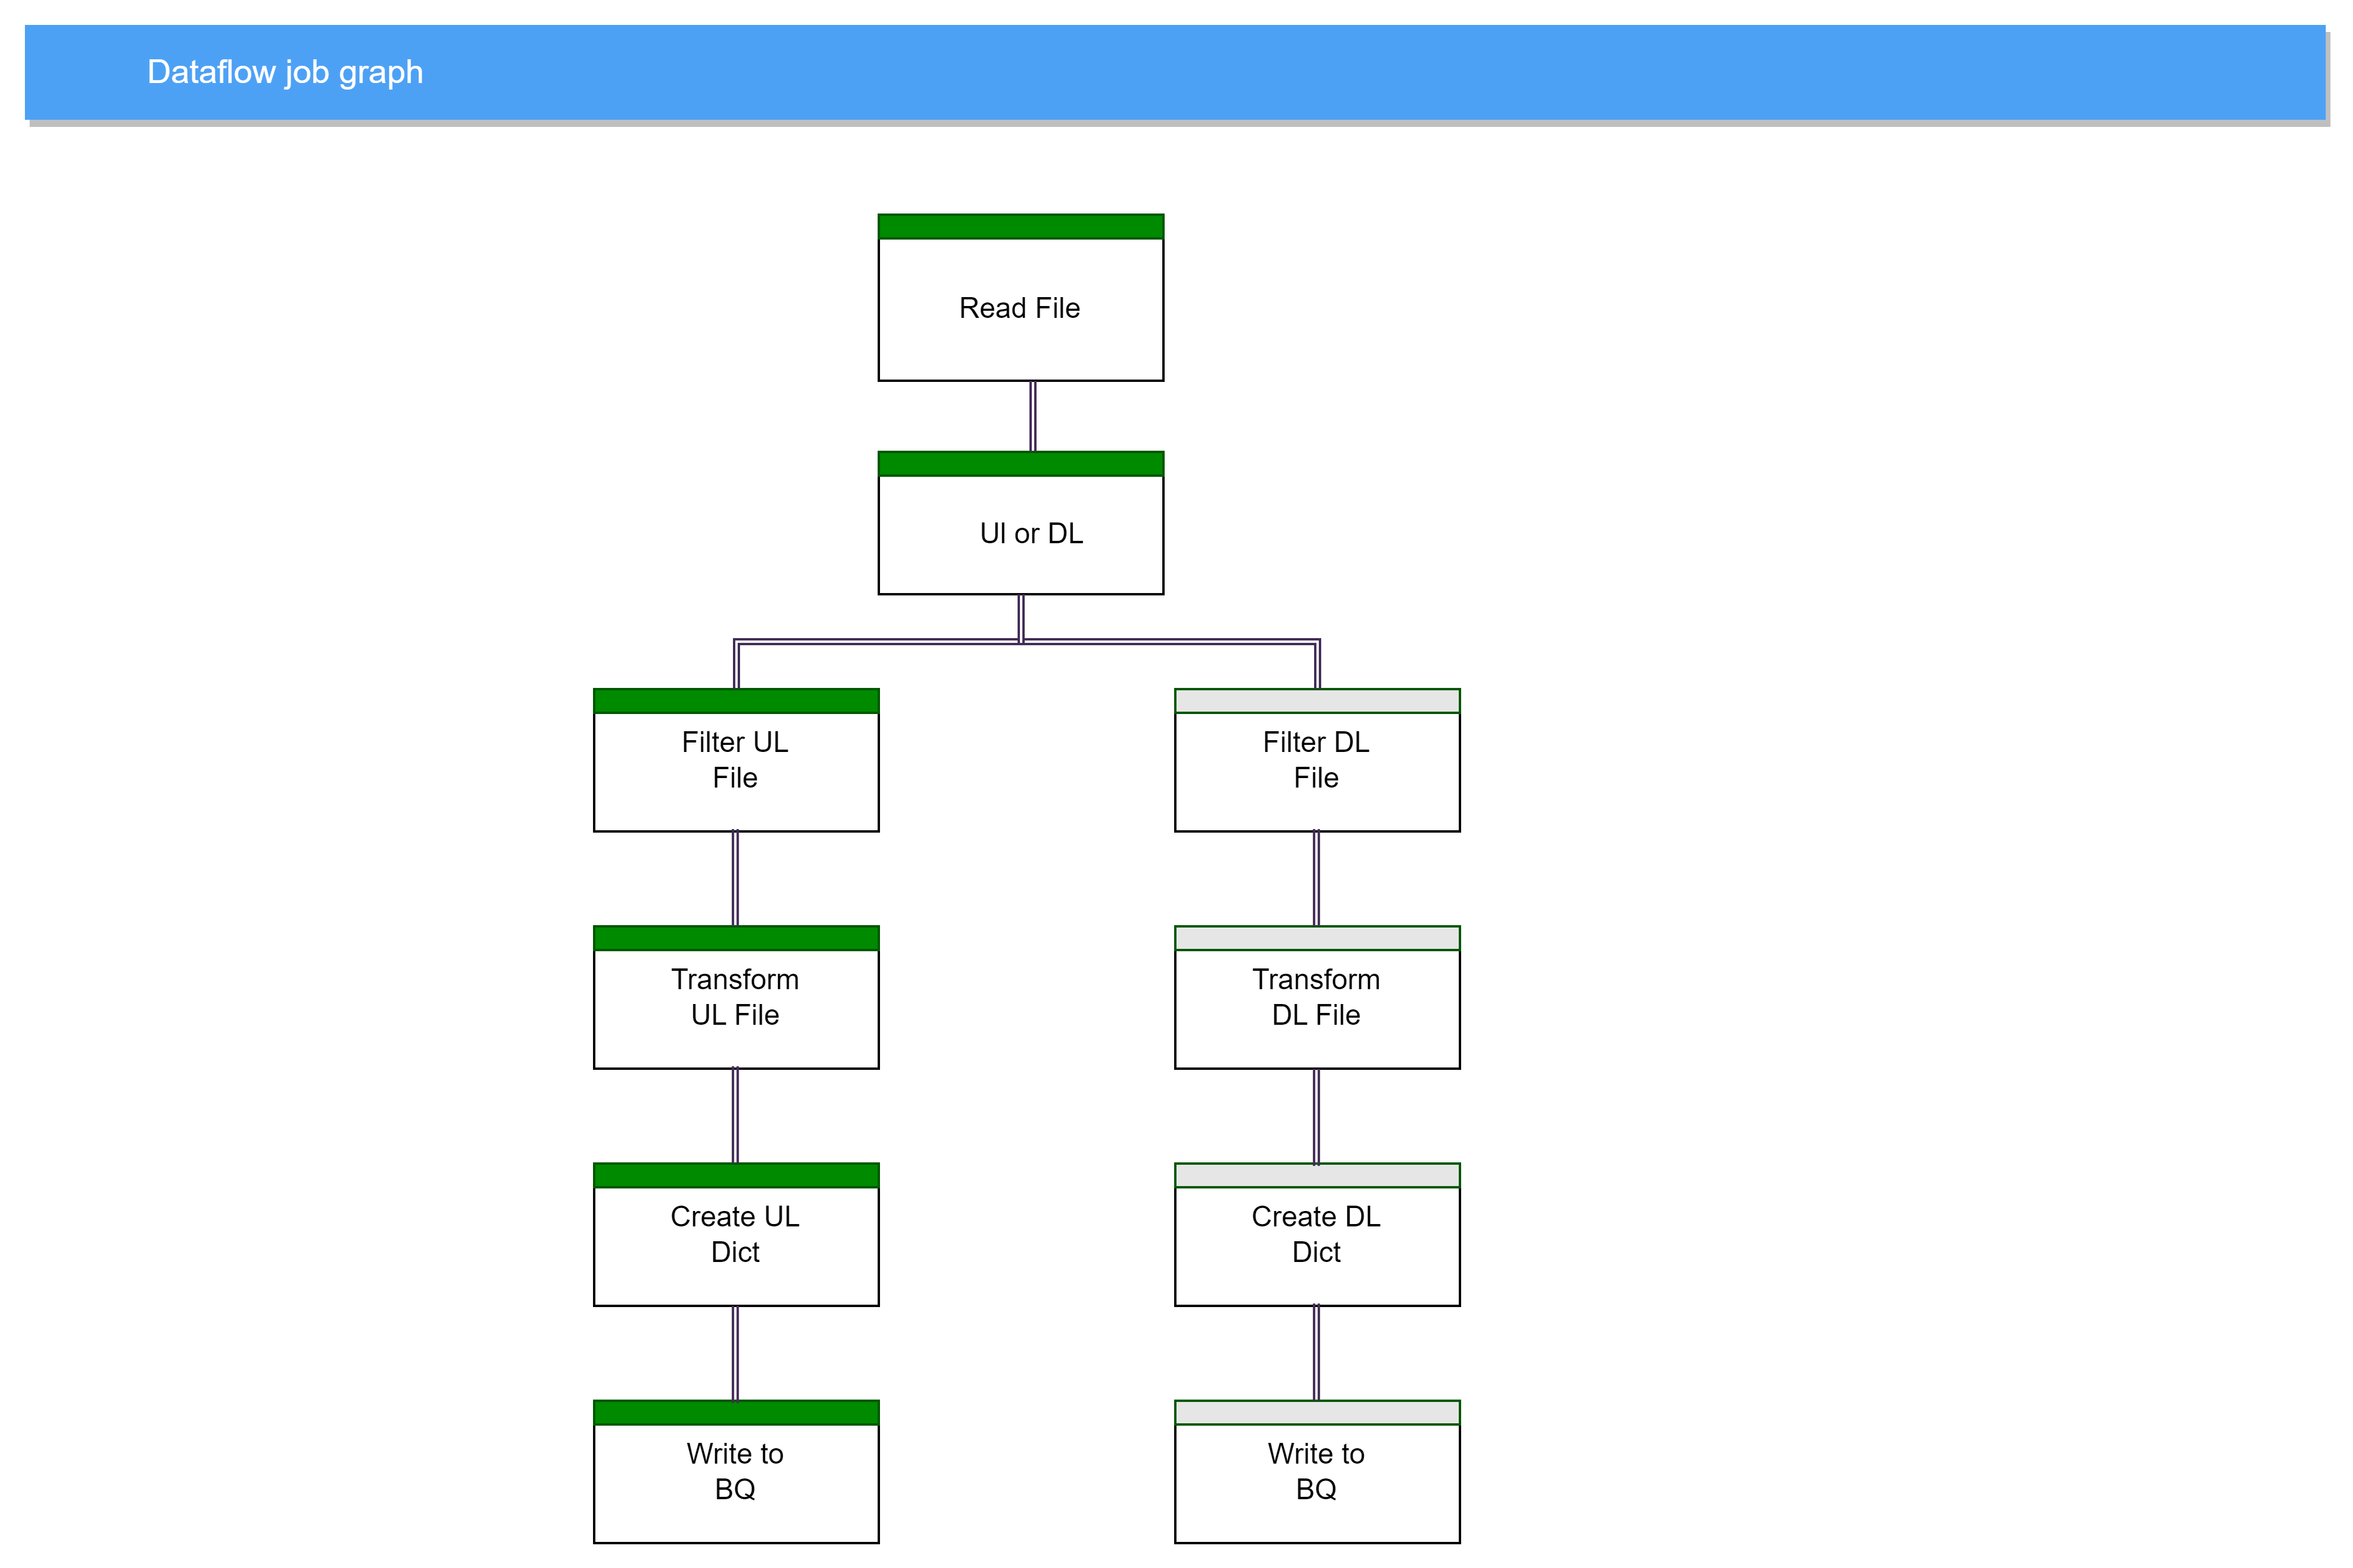 Dataflow job graph
Read File
Ul or DL
Filter UL
File
Filter DL
File
Transform
UL File
Transform
DL File
Create UL
Dict
Create DL
Dict
Write to
BQ
Write to
BQ